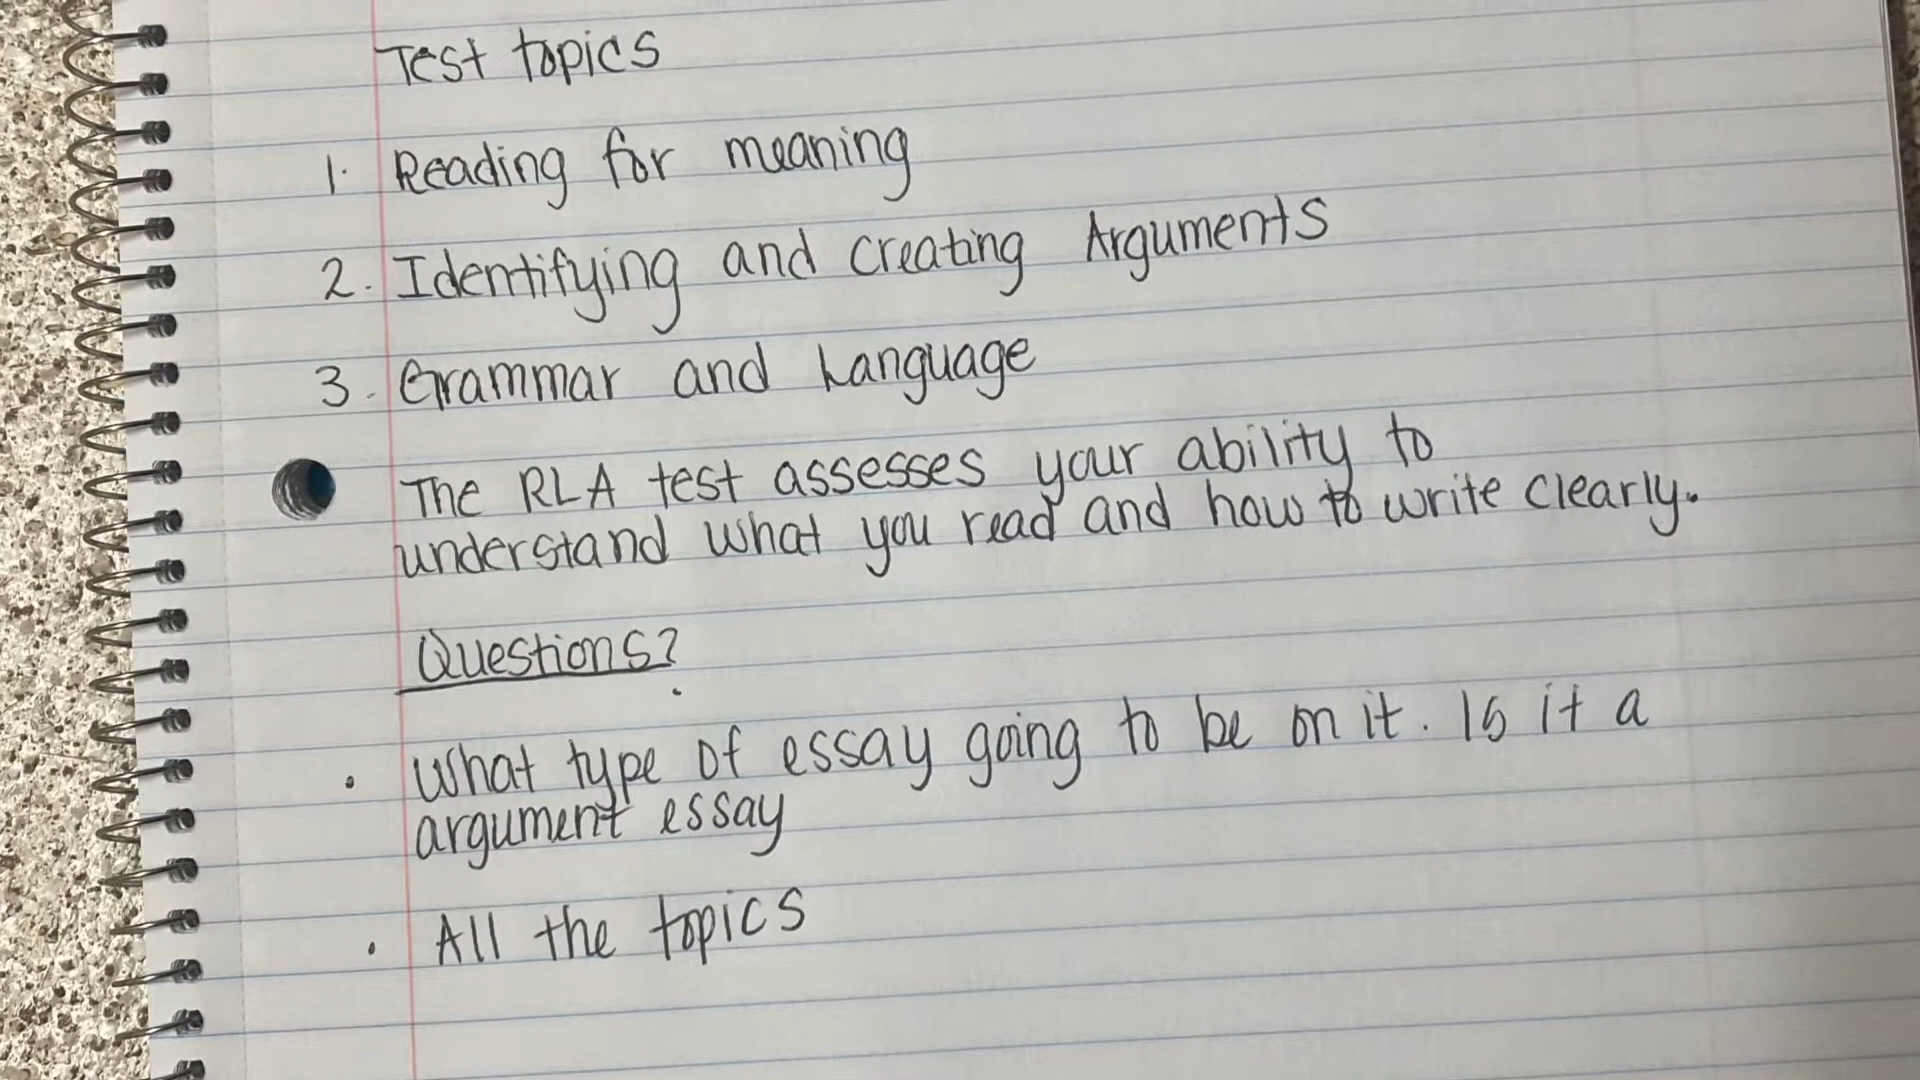 Test topics
1. Reading for meaning
2. Identifying and creating Arguments
3. Grammar and Language
The RLA test assesses your ability to
understand what you read and how to write clearly.
Questions?
. What type of essay going to be on it. Is it a
argument essay
. All the topics